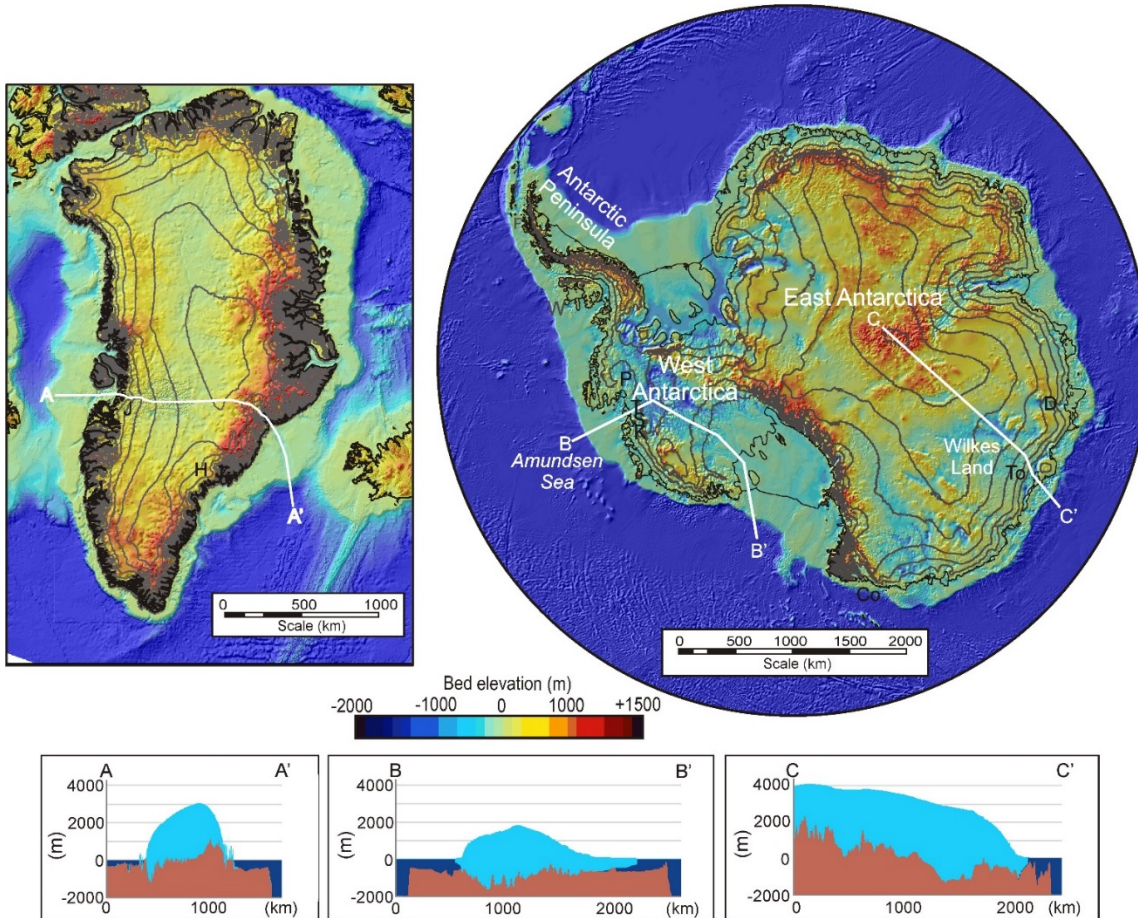 A
A'
H
0 500 1000
Scale (km)
Antarctic
Peninsula
East Antarctica
C
West
Antarctica
P
B
Amundsen
Sea
D
Wilkes
Land
To
C'
B'
Co
0 500 1000 1500 2000
Scale (km)
Bed elevation (m)
-2000 -1000 0 1000 +1500
A A'
4000
2000
0
-2000
(m)
0 1000 (km)
B B'
4000
2000
0
-2000
(m)
0 1000 2000 (km)
C C'
4000
2000
0
-2000
(m)
0 1000 2000 (km)